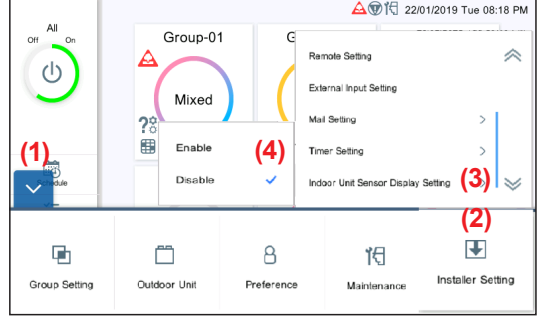 22/01/2019 Tue 08:18 PM
All
Off
On
Group-01
G
Mixed
Remote Setting
External Input Setting
Mail Setting >
Timer Setting >
Indoor Unit Sensor Display Setting >
Enable
Disable
(1)
(2)
(3)
(4)
Schedule
Group Setting
Outdoor Unit
Preference
Maintenance
Installer Setting